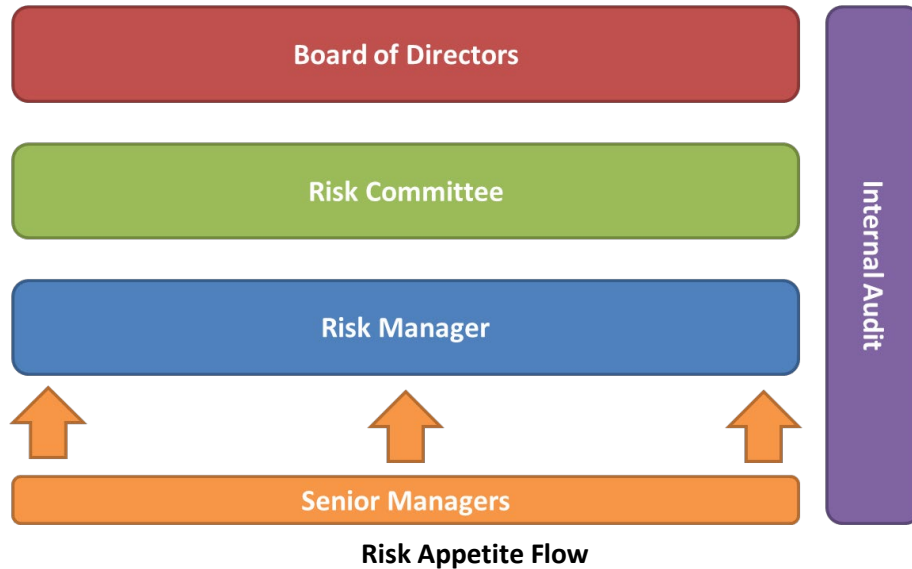 Board of Directors
Risk Committee
Risk Manager
Senior Managers
Internal Audit
Risk Appetite Flow